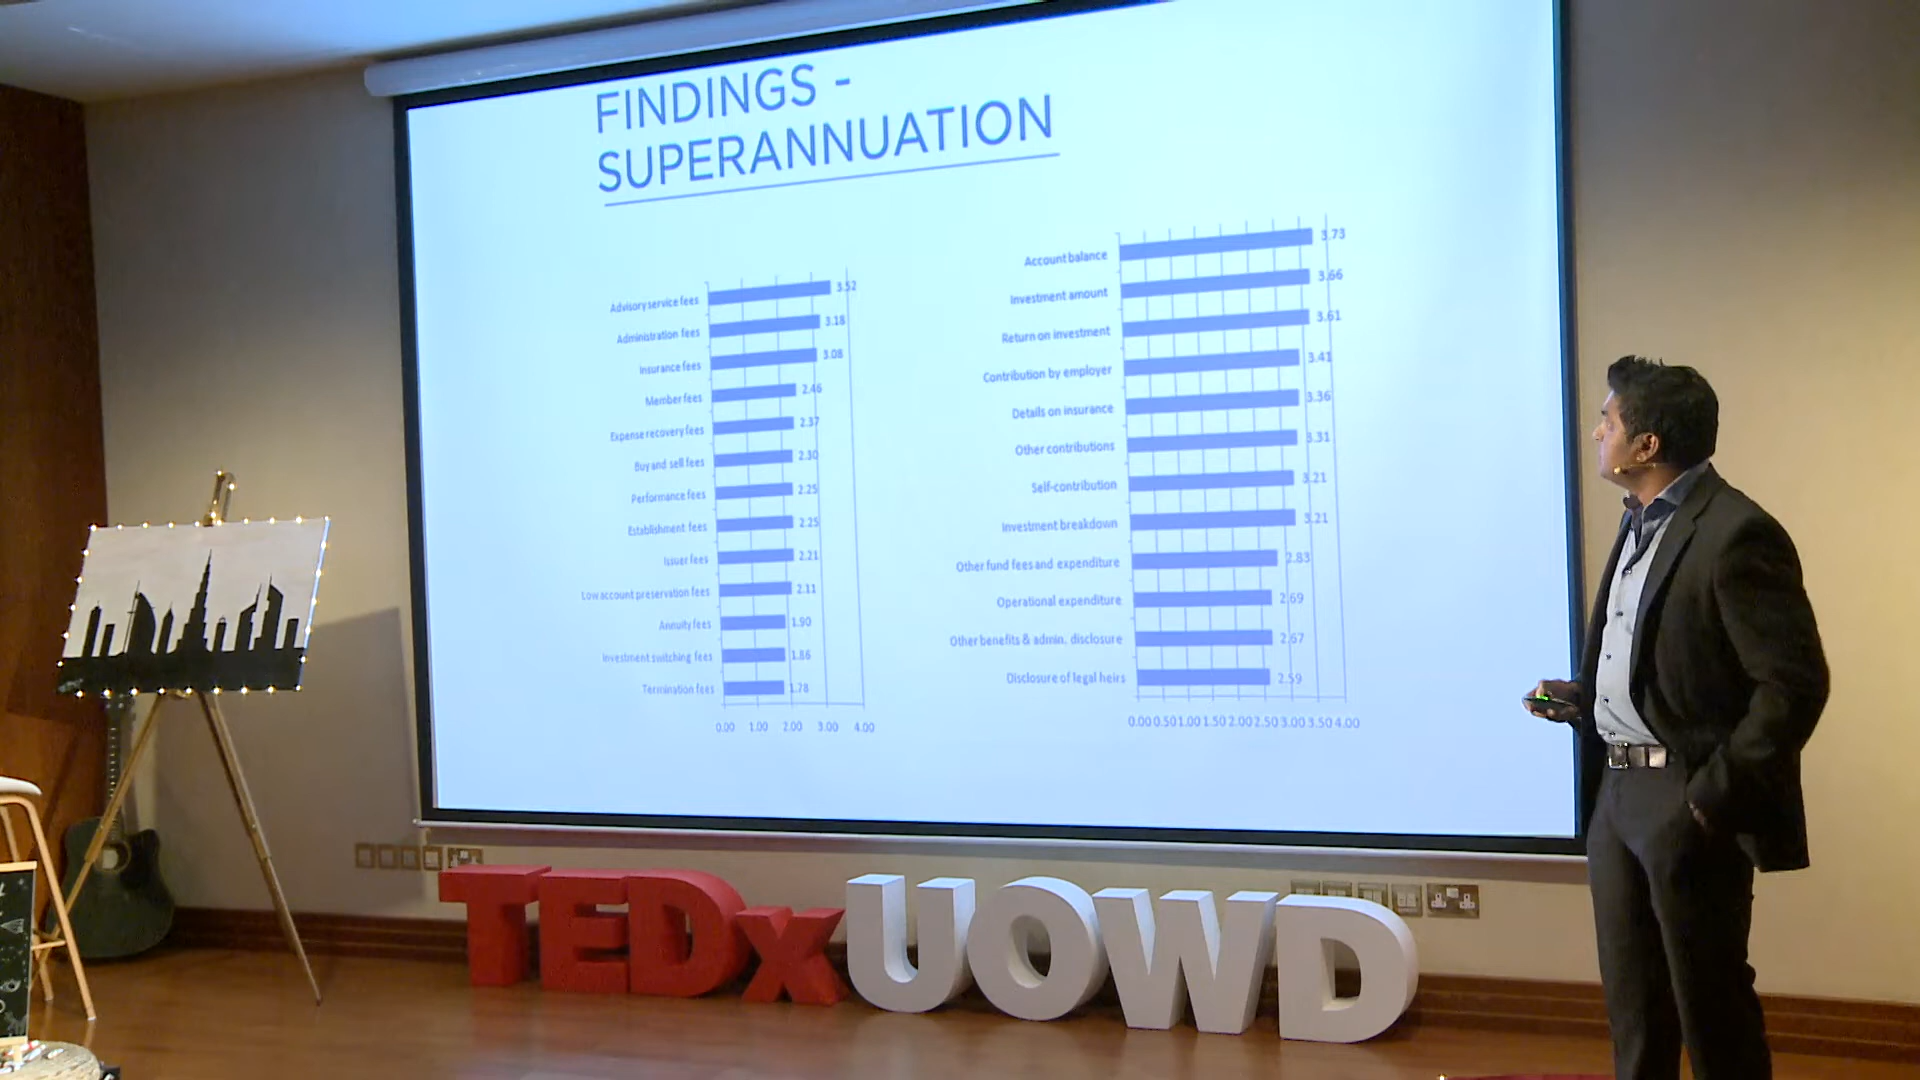 FINDINGS -
SUPERANNUATION
Advisory service fees 3.52
Administration fees 3.18
Insurance fees 3.08
Member fees 2.46
Expense recovery fees 2.37
Buy and sell fees 2.30
Performance fees 2.25
Establishment fees 2.25
Issuer fees 2.21
Low account preservation fees 2.11
Annuity fees 1.90
Investment switching fees 1.86
Termination fees 1.78
0.00 1.00 2.00 3.00 4.00
Account balance 3.73
Investment amount 3.66
Return on investment 3.61
Contribution by employer 3.41
Details on insurance 3.36
Other contributions 3.31
Self-contribution 3.21
Investment breakdown 3.21
Other fund fees and expenditure 2.83
Operational expenditure 2.69
Other benefits & admin. disclosure 2.67
Disclosure of legal heirs 2.59
0.00 0.50 1.00 1.50 2.00 2.50 3.00 3.50 4.00
TEDx UOWD